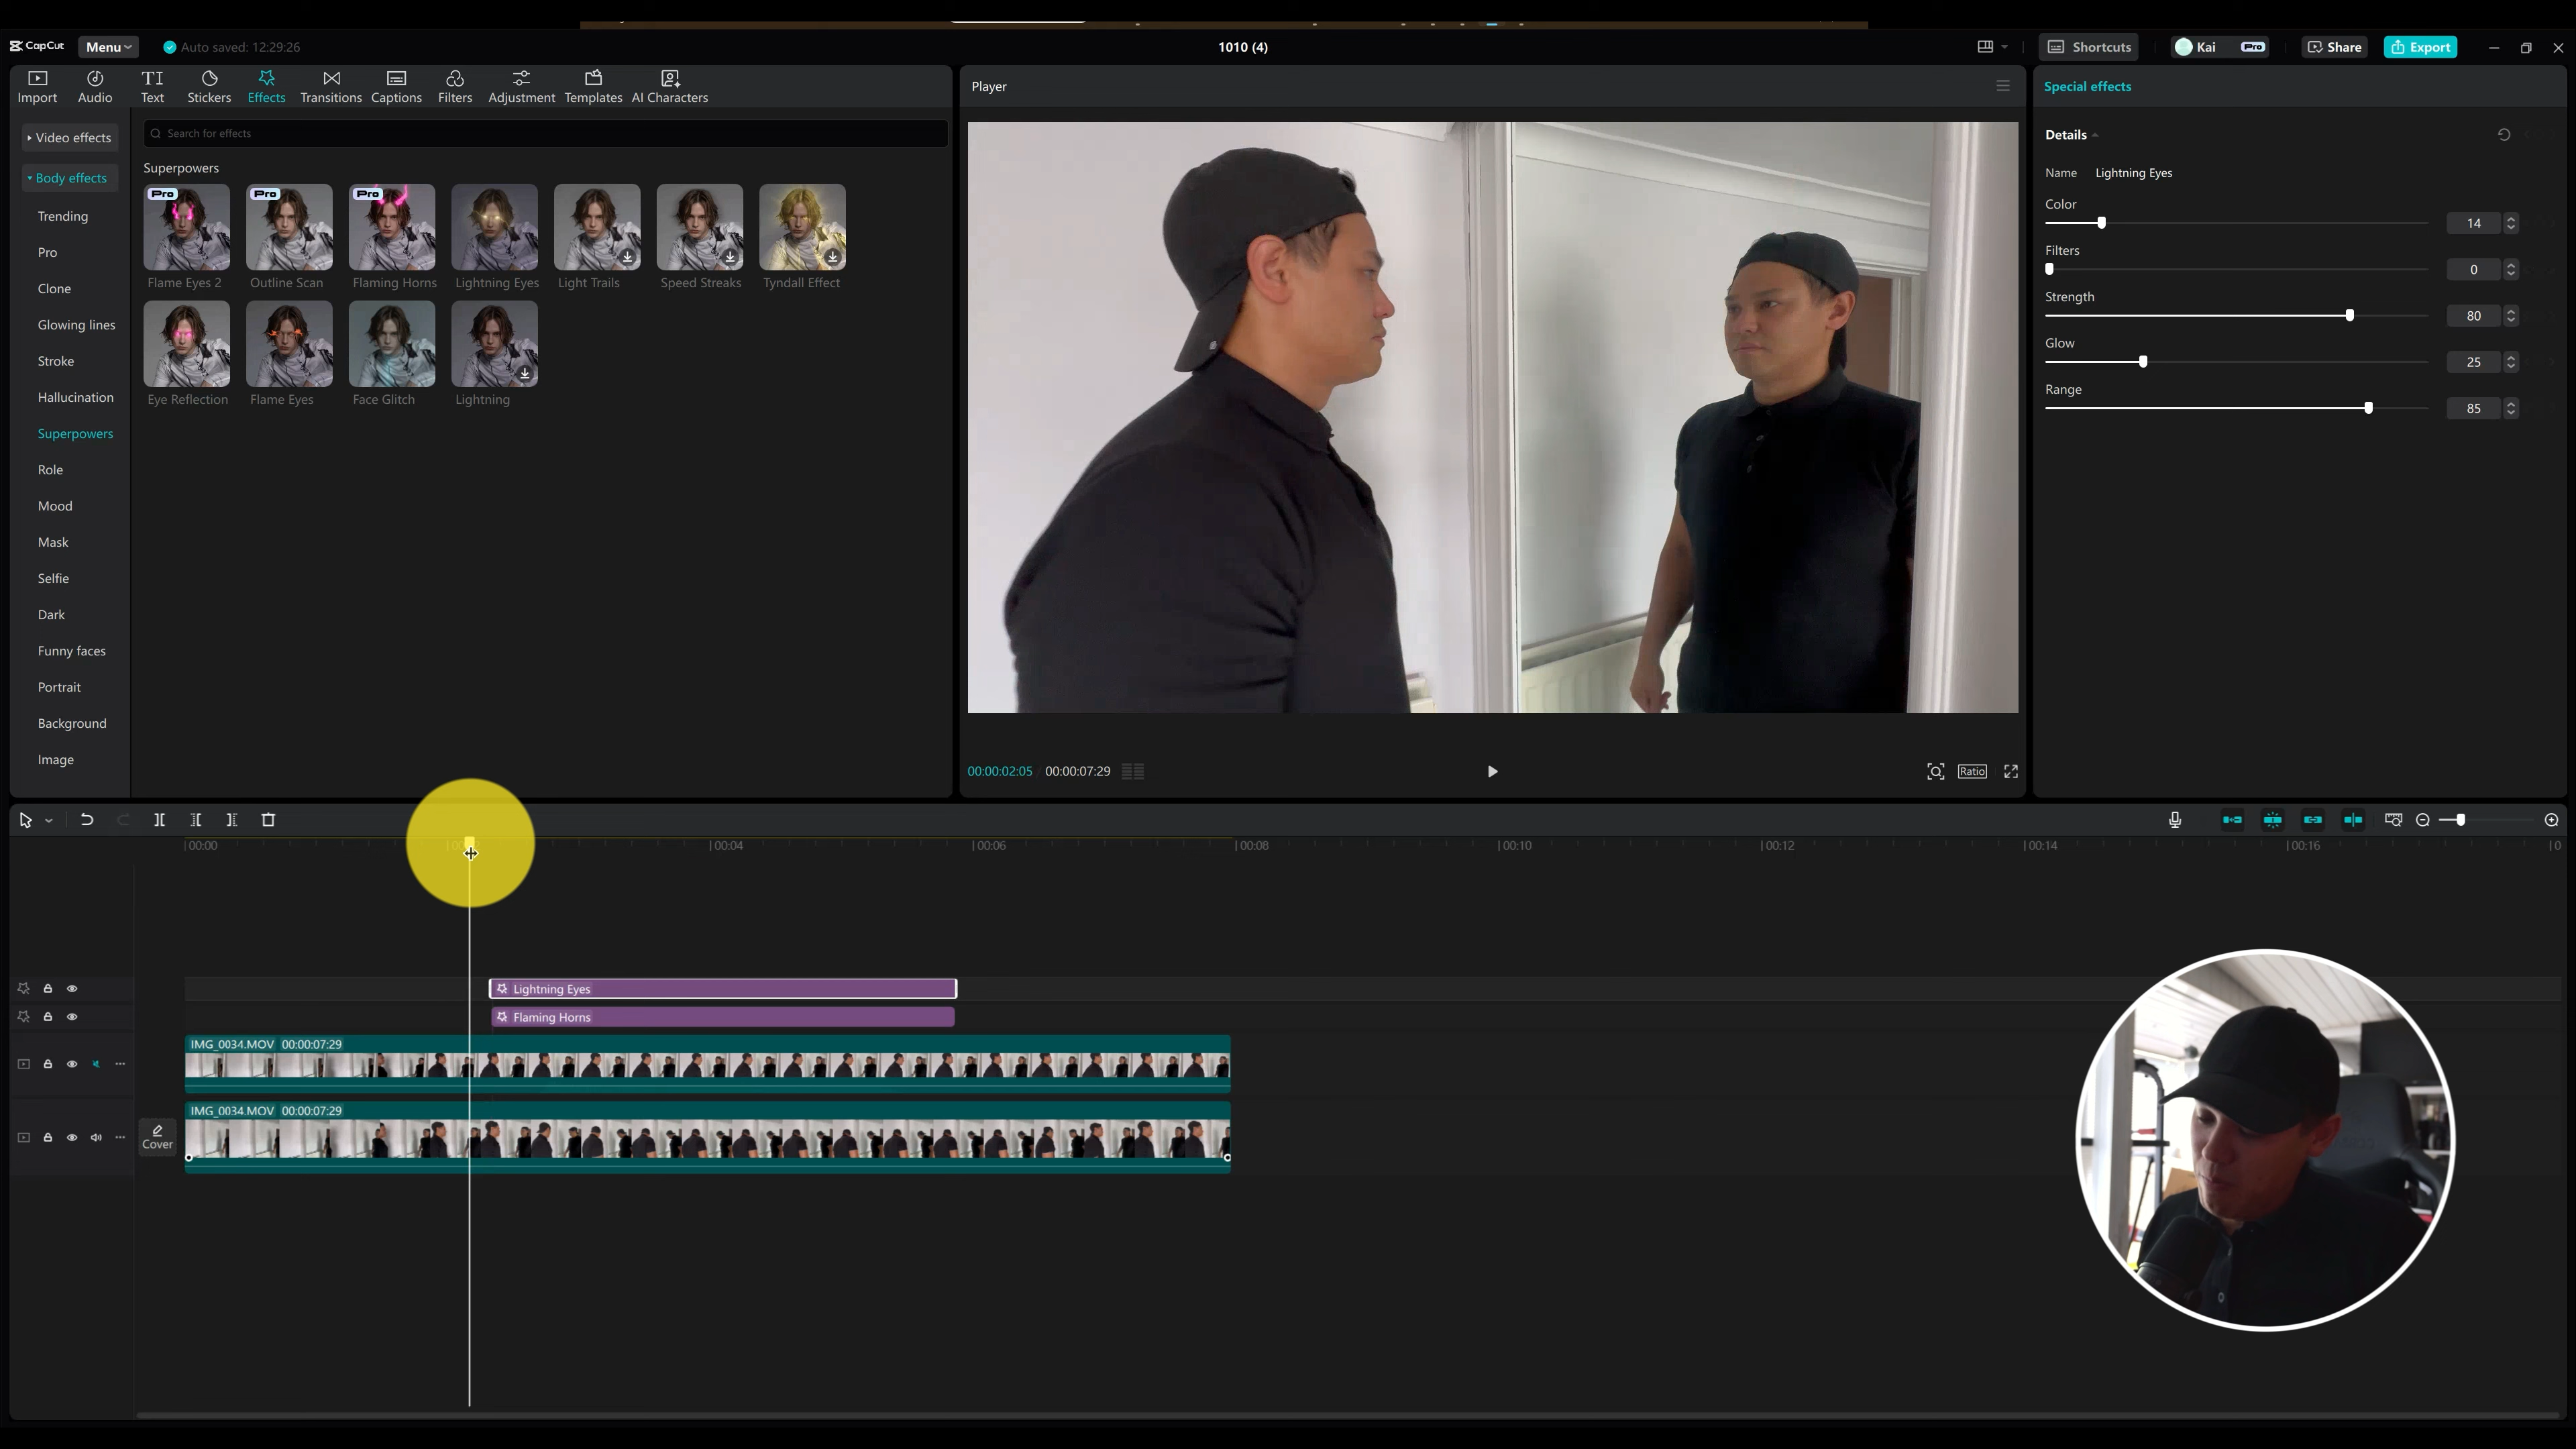 CapCut Menu Auto saved: 12:29:26 1010 (4) Shortcuts Kai Pro Share Export
Import Audio Text Stickers Effects Transitions Captions Filters Adjustment Templates AI Characters
TI
Video effects
Body effects
Trending
Pro
Clone
Glowing lines
Stroke
Hallucination
Superpowers
Role
Mood
Mask
Selfie
Dark
Funny faces
Portrait
Background
Image
Search for effects
Superpowers
Pro Pro Pro
Flame Eyes 2 Outline Scan Flaming Horns Lightning Eyes Light Trails Speed Streaks Tyndall Effect
Eye Reflection Flame Eyes Face Glitch Lightning
Player
00:00:02:05 00:00:07:29
Ratio
Special effects
Details
Name Lightning Eyes
Color
14
Filters
0
Strength
80
Glow
25
Range
85
00:00 00:04 00:06 00:08 00:10 00:12 00:14 00:16 0
Lightning Eyes
Flaming Horns
IMG_0034.MOV 00:00:07:29
IMG_0034.MOV 00:00:07:29
Cover